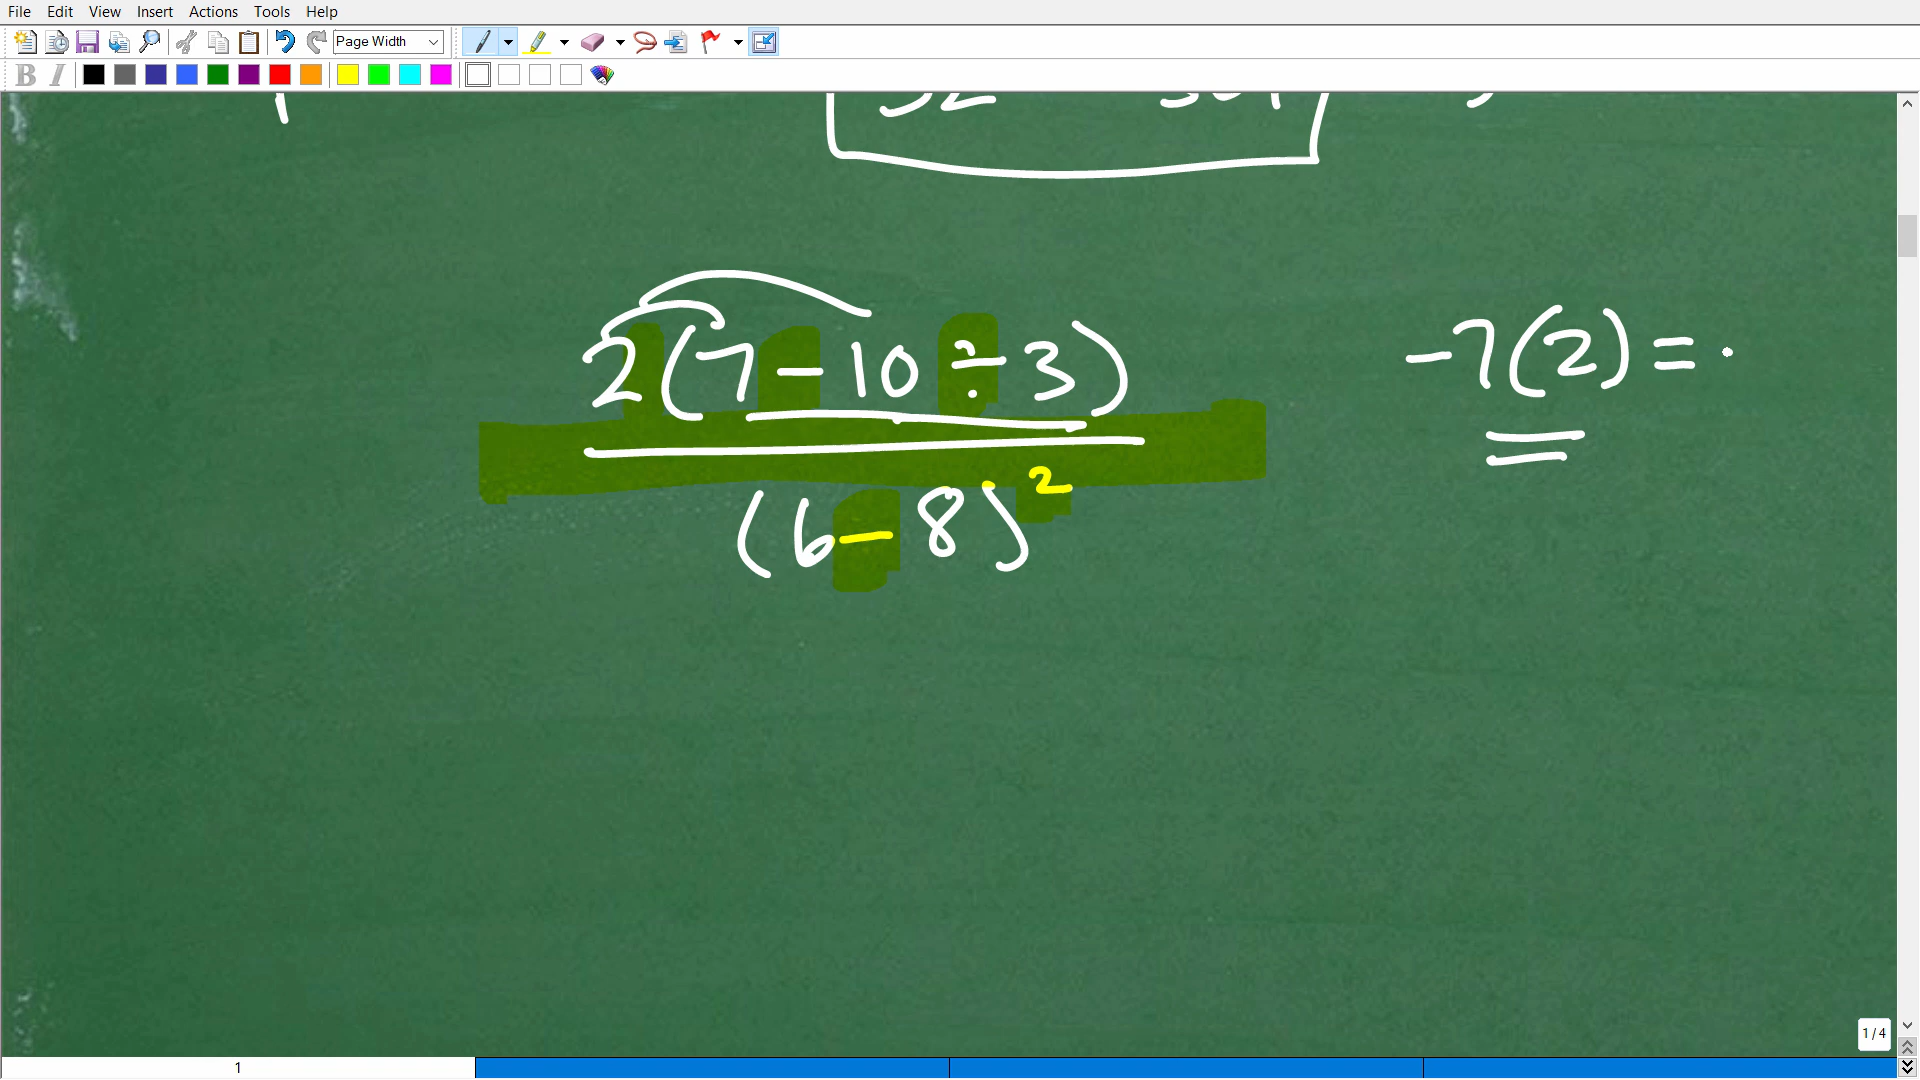 File Edit View Insert Actions Tools Help
Page Width
B I
2(7-10÷3)
(6-8)²
-7(2)=
1/4
1